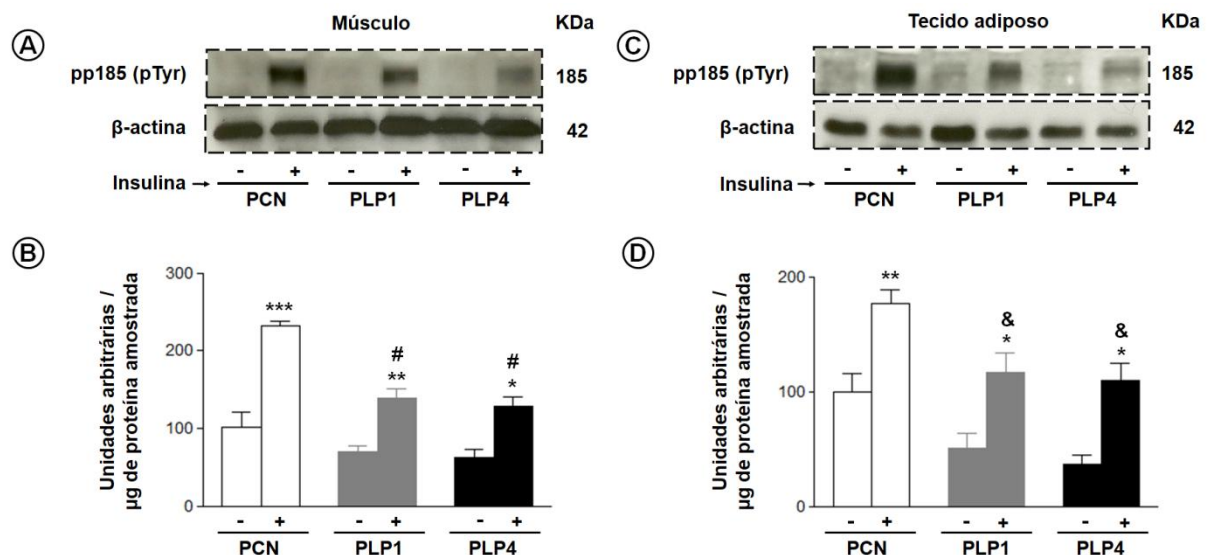 A
Músculo
KDa
pp185 (pTyr)
185
β-actina
42
Insulina →
- + - + - +
PCN PLP1 PLP4
C
Tecido adiposo
KDa
pp185 (pTyr)
185
β-actina
42
Insulina →
- + - + - +
PCN PLP1 PLP4
B
Unidades arbitrárias /
µg de proteína amostrada
300
200
100
0
***
#
**
#
*
- + - + - +
PCN PLP1 PLP4
D
Unidades arbitrárias /
µg de proteína amostrada
200
100
0
**
&
*
&
*
- + - + - +
PCN PLP1 PLP4